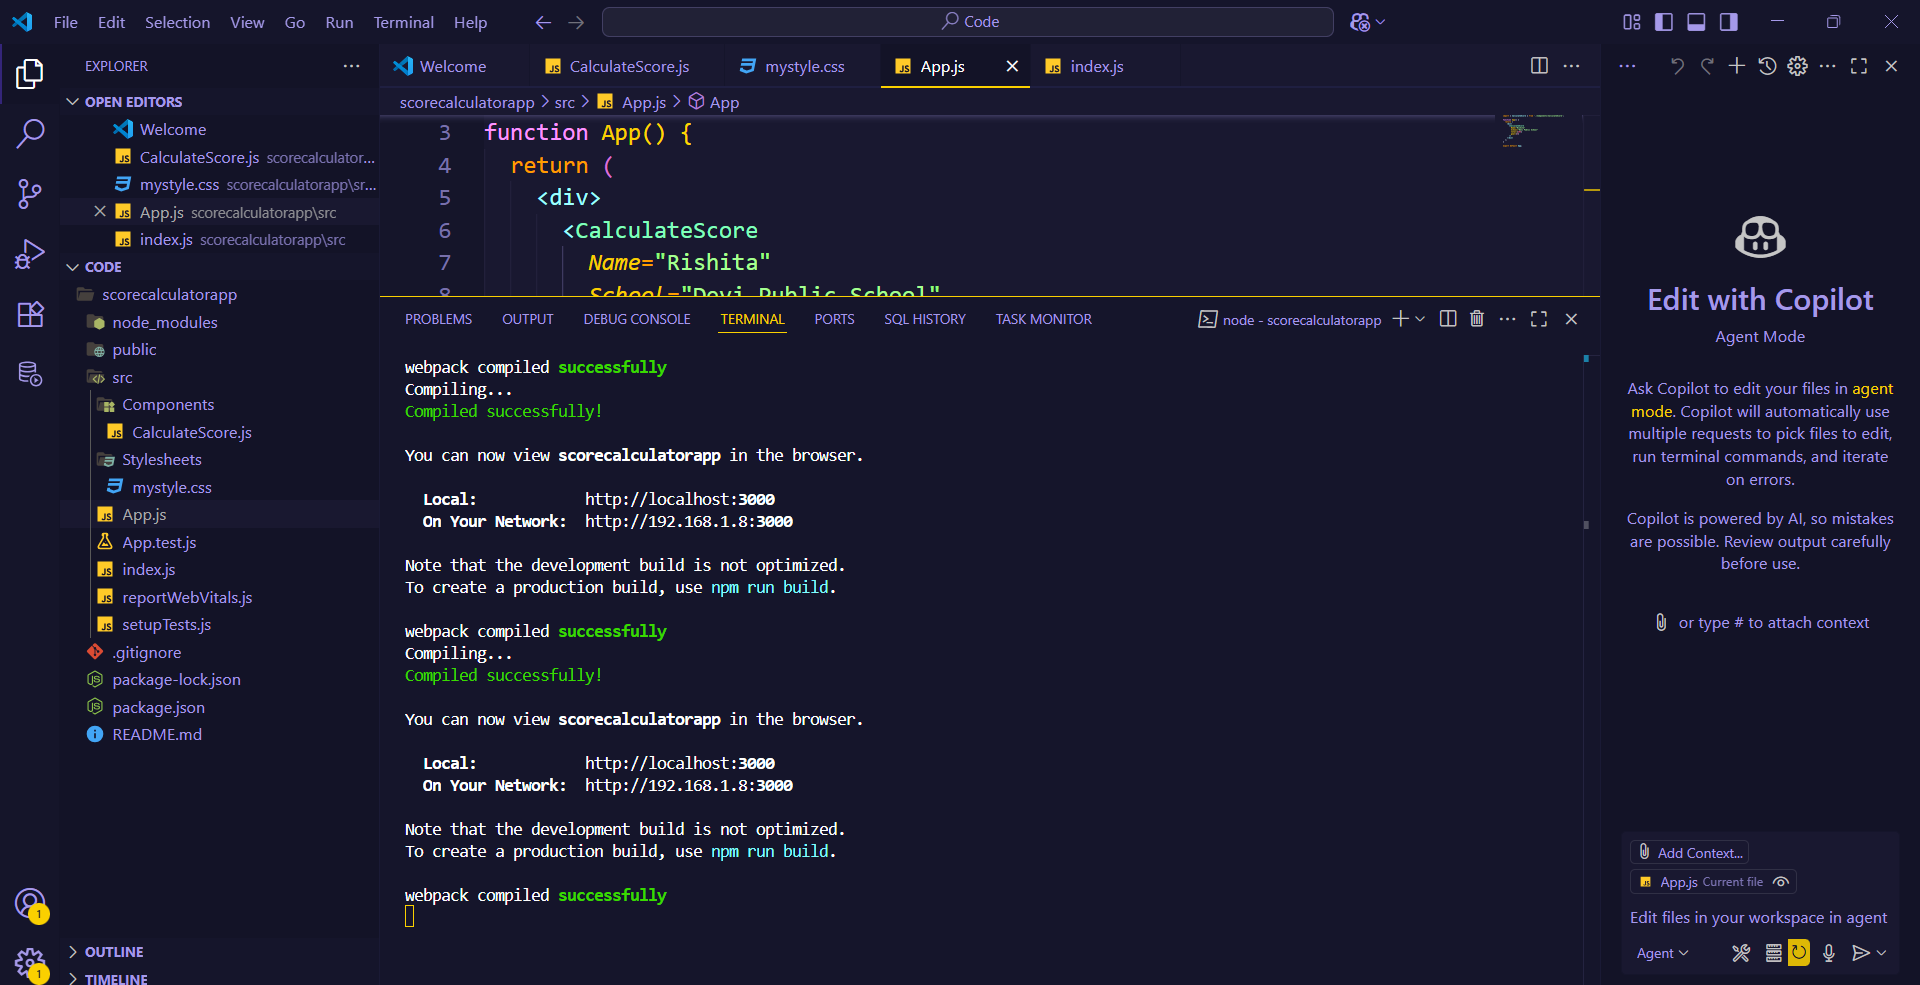 File Edit Selection View Go Run Terminal Help
Code
EXPLORER
OPEN EDITORS
Welcome
CalculateScore.js scorecalculator...
mystyle.css scorecalculatorapp\sr...
App.js scorecalculatorapp\src
index.js scorecalculatorapp\src
CODE
scorecalculatorapp
node_modules
public
src
Components
CalculateScore.js
Stylesheets
mystyle.css
App.js
App.test.js
index.js
reportWebVitals.js
setupTests.js
.gitignore
package-lock.json
package.json
README.md
OUTLINE
TIMELINE
1
1
Welcome CalculateScore.js mystyle.css App.js index.js
scorecalculatorapp > src > App.js > App
3 function App() {
4 return (
5 <div>
6 <CalculateScore
7 Name="Rishita"
8 School="Devi Public School"
PROBLEMS OUTPUT DEBUG CONSOLE TERMINAL PORTS SQL HISTORY TASK MONITOR node - scorecalculatorapp
webpack compiled successfully
Compiling...
Compiled successfully!
You can now view scorecalculatorapp in the browser.
Local: http://localhost:3000
On Your Network: http://192.168.1.8:3000
Note that the development build is not optimized.
To create a production build, use npm run build.
webpack compiled successfully
Compiling...
Compiled successfully!
You can now view scorecalculatorapp in the browser.
Local: http://localhost:3000
On Your Network: http://192.168.1.8:3000
Note that the development build is not optimized.
To create a production build, use npm run build.
webpack compiled successfully
Edit with Copilot
Agent Mode
Ask Copilot to edit your files in agent
mode. Copilot will automatically use
multiple requests to pick files to edit,
run terminal commands, and iterate
on errors.
Copilot is powered by AI, so mistakes
are possible. Review output carefully
before use.
or type # to attach context
Add Context...
App.js Current file
Edit files in your workspace in agent
Agent